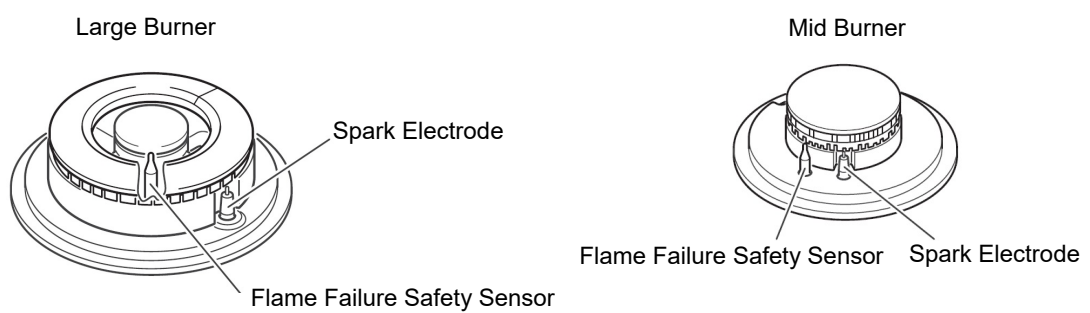 Large Burner
Mid Burner
Spark Electrode
Flame Failure Safety Sensor
Flame Failure Safety Sensor
Spark Electrode